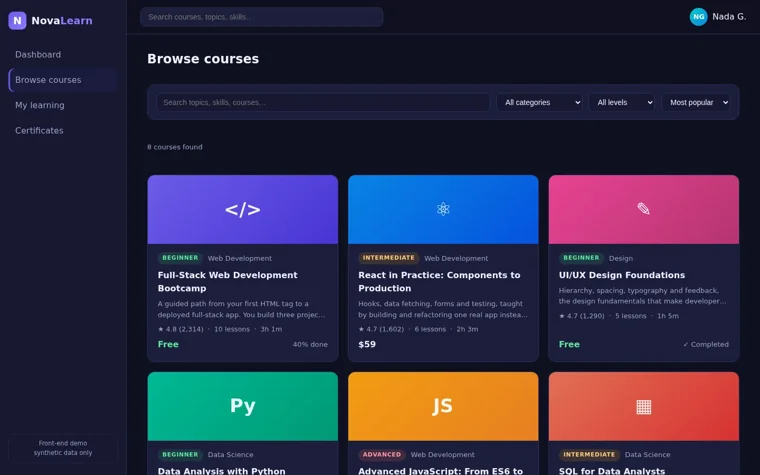 N NovaLearn
Search courses, topics, skills…
NG Nada G.
Dashboard
Browse courses
My learning
Certificates
Front-end demo
synthetic data only
Browse courses
Search topics, skills, courses…
All categories
All levels
Most popular
8 courses found
</>
BEGINNER Web Development
Full-Stack Web Development
Bootcamp
A guided path from your first HTML tag to a
deployed full-stack app. You build three projec…
★ 4.8 (2,314) · 10 lessons · 3h 1m
Free 40% done
⚛
INTERMEDIATE Web Development
React in Practice: Components to
Production
Hooks, data fetching, forms and testing, taught
by building and refactoring one real app instea…
★ 4.7 (1,602) · 6 lessons · 2h 3m
$59
✎
BEGINNER Design
UI/UX Design Foundations
Hierarchy, spacing, typography and feedback,
the design fundamentals that make developer…
★ 4.7 (1,290) · 5 lessons · 1h 5m
Free ✓ Completed
Py
BEGINNER Data Science
Data Analysis with Python
JS
ADVANCED Web Development
Advanced JavaScript: From ES6 to
▦
INTERMEDIATE Data Science
SQL for Data Analysts